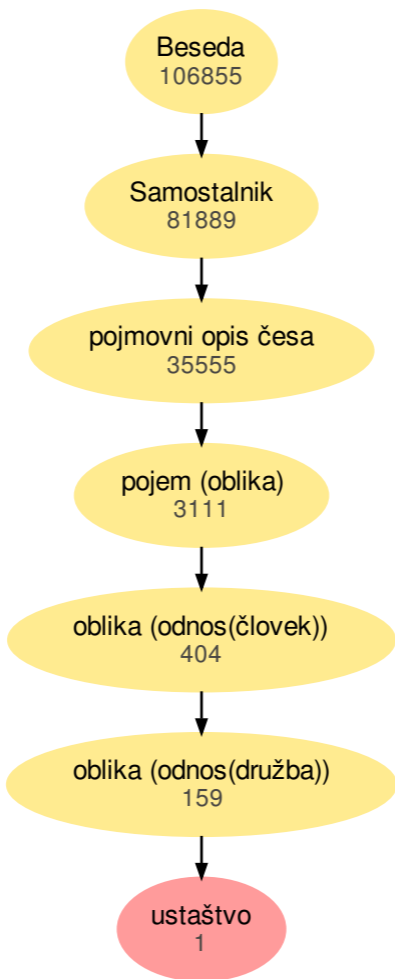 Beseda
106855
Samostalnik
81889
pojmovni opis česa
35555
pojem (oblika)
3111
oblika (odnos(človek))
404
oblika (odnos(družba))
159
ustaštvo
1